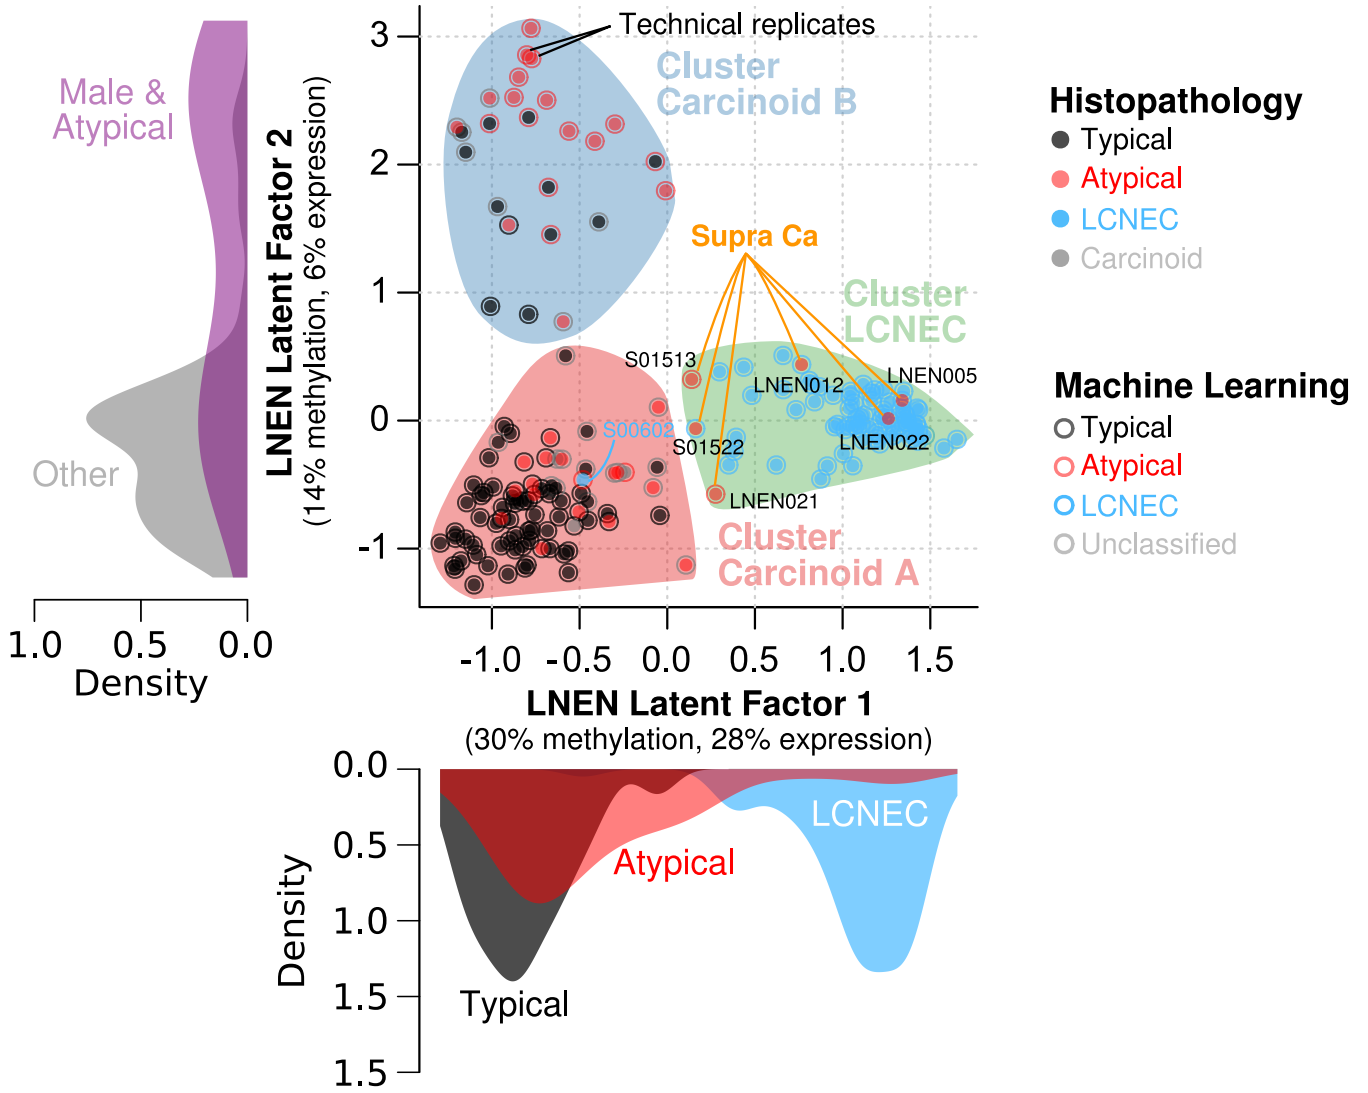 Male &
Atypical
Other
1.0 0.5 0.0
Density
LNEN Latent Factor 2
(14% methylation, 6% expression)
3
2
1
0
-1
Technical replicates
Cluster
Carcinoid B
Supra Ca
Cluster
LCNEC
S01513
LNEN012
LNEN005
S00602
S01522
LNEN022
LNEN021
Cluster
Carcinoid A
-1.0 -0.5 0.0 0.5 1.0 1.5
LNEN Latent Factor 1
(30% methylation, 28% expression)
Histopathology
Typical
Atypical
LCNEC
Carcinoid
Machine Learning
Typical
Atypical
LCNEC
Unclassified
0.0
0.5
1.0
1.5
1.5
Density
LCNEC
Atypical
Typical